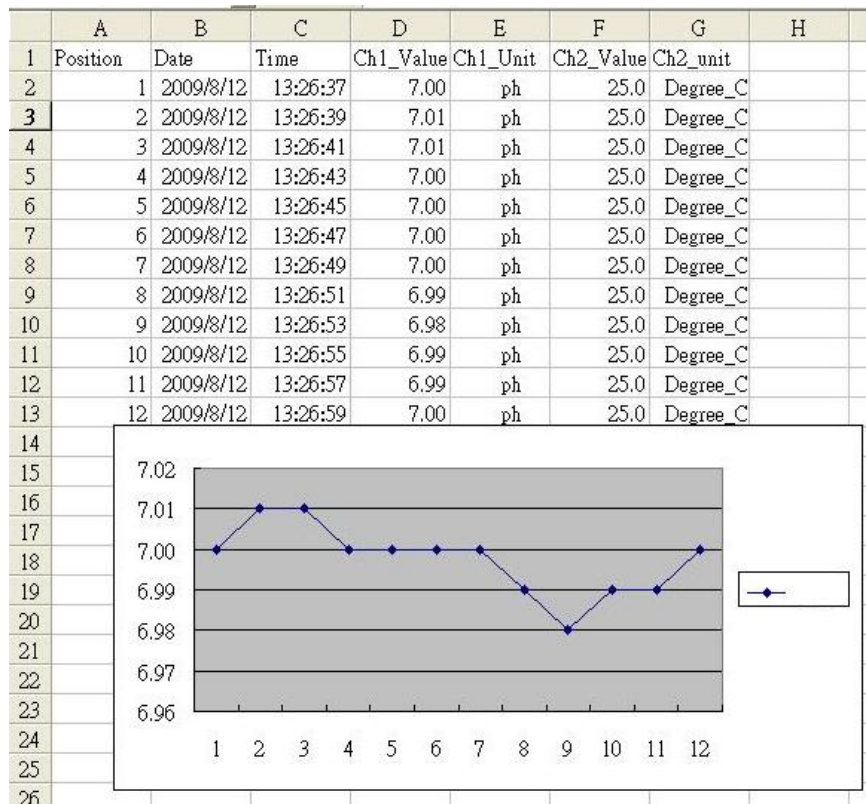 A B C D E F G H
1 Position Date Time Ch1_Value Ch1_Unit Ch2_Value Ch2_unit
2 1 2009/8/12 13:26:37 7.00 ph 25.0 Degree_C
3 2 2009/8/12 13:26:39 7.01 ph 25.0 Degree_C
4 3 2009/8/12 13:26:41 7.01 ph 25.0 Degree_C
5 4 2009/8/12 13:26:43 7.00 ph 25.0 Degree_C
6 5 2009/8/12 13:26:45 7.00 ph 25.0 Degree_C
7 6 2009/8/12 13:26:47 7.00 ph 25.0 Degree_C
8 7 2009/8/12 13:26:49 7.00 ph 25.0 Degree_C
9 8 2009/8/12 13:26:51 6.99 ph 25.0 Degree_C
10 9 2009/8/12 13:26:53 6.98 ph 25.0 Degree_C
11 10 2009/8/12 13:26:55 6.99 ph 25.0 Degree_C
12 11 2009/8/12 13:26:57 6.99 ph 25.0 Degree_C
13 12 2009/8/12 13:26:59 7.00 ph 25.0 Degree_C
14
15
16
17
18
19
20
21
22
23
24
25
26
7.02
7.01
7.00
6.99
6.98
6.97
6.96
1 2 3 4 5 6 7 8 9 10 11 12